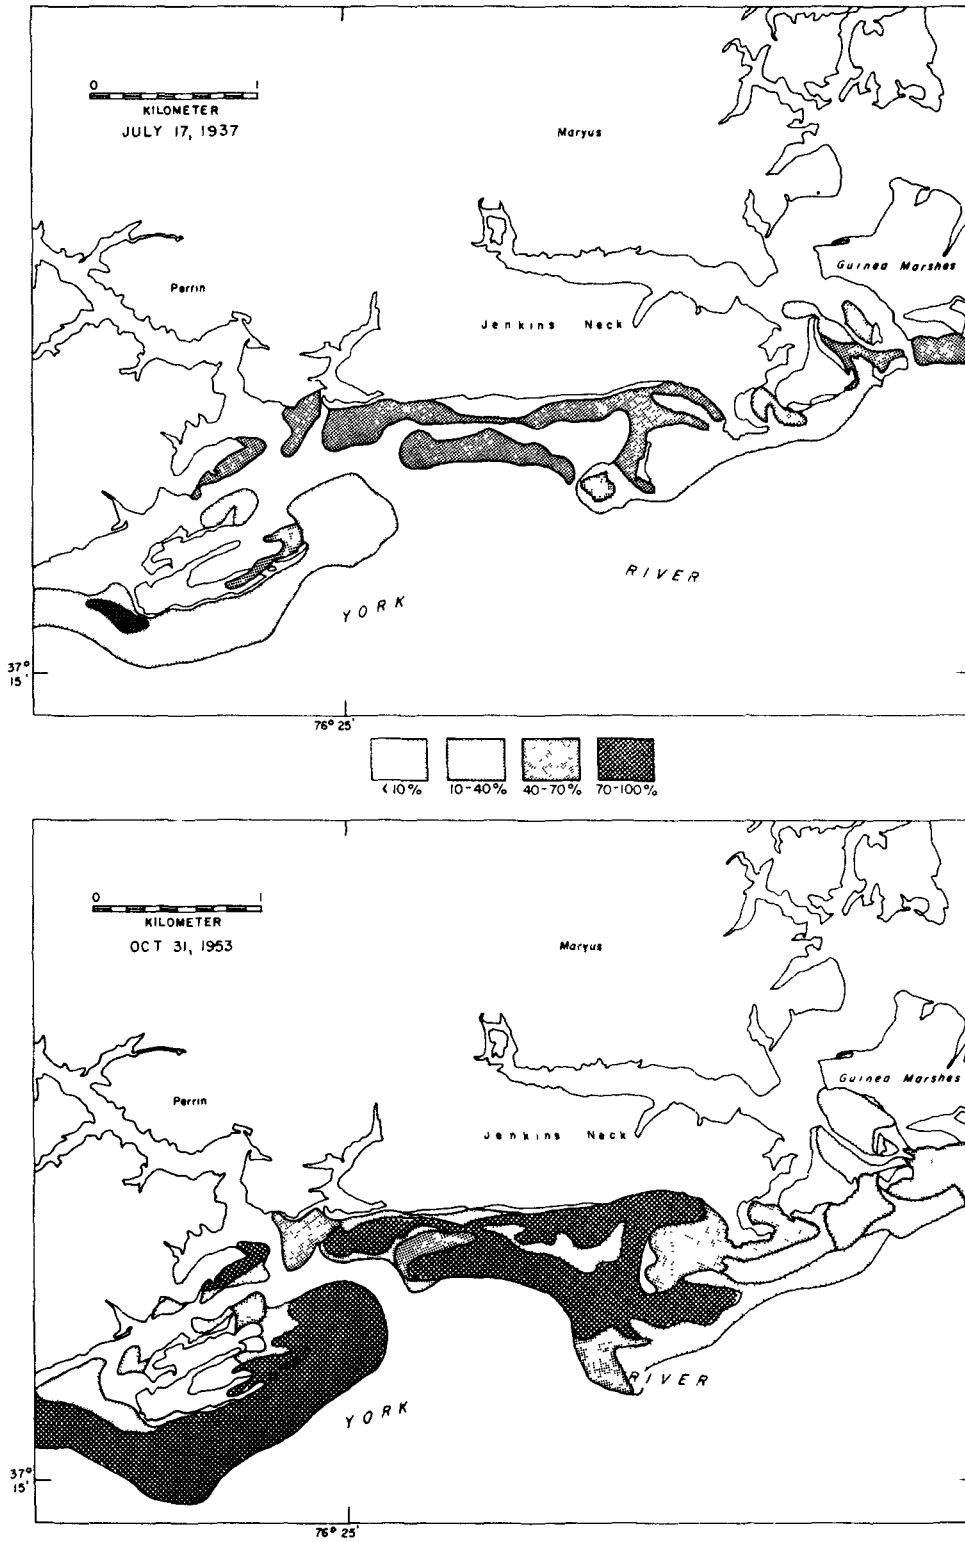 0 1
KILOMETER
JULY 17, 1937
Maryus
Perrin
Guinea Marshes
Jenkins Neck
RIVER
YORK
37°
15'
76° 25'
<10% 10-40% 40-70% 70-100%
0 1
KILOMETER
OCT 31, 1953
Maryus
Guinea Marshes
Perrin
Jenkins Neck
RIVER
YORK
37°
15'
76° 25'